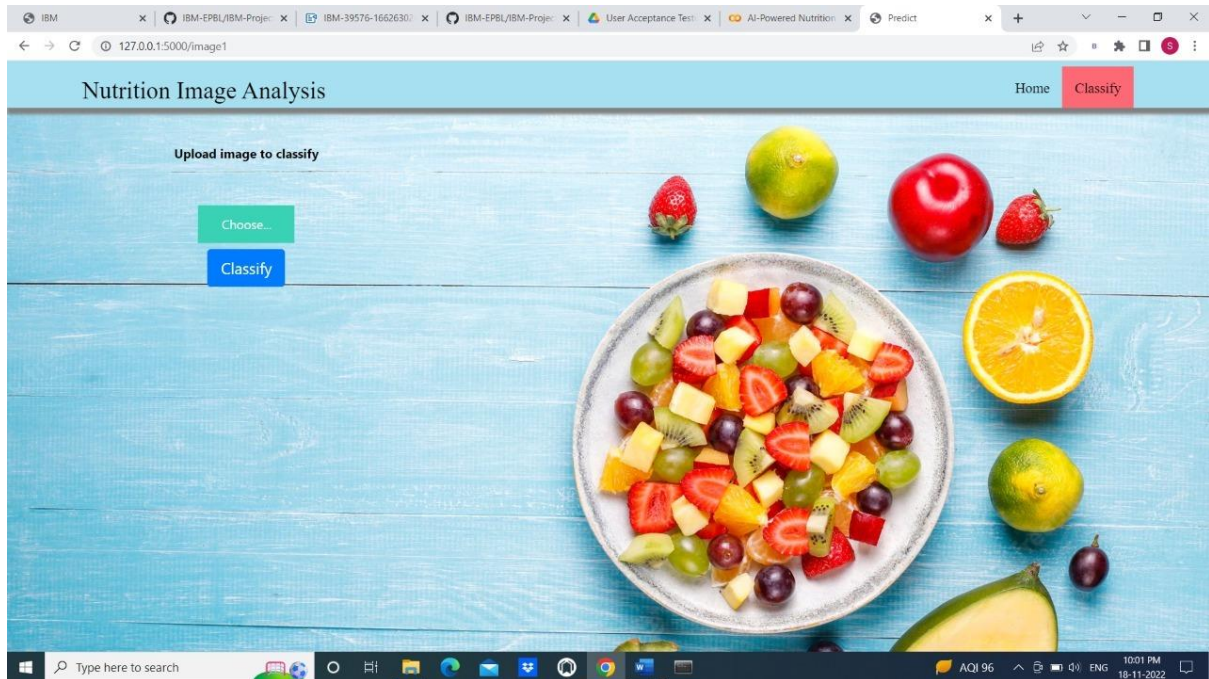 IBM
IBM-EPBL/IBM-Projec
IBM-39576-16626302
IBM-EPBL/IBM-Projec
User Acceptance Test
AI-Powered Nutrition
Predict
127.0.0.1:5000/image1
S
Nutrition Image Analysis
Home
Classify
Upload image to classify
Choose...
Classify
Type here to search
AQI 96
ENG
10:01 PM
18-11-2022